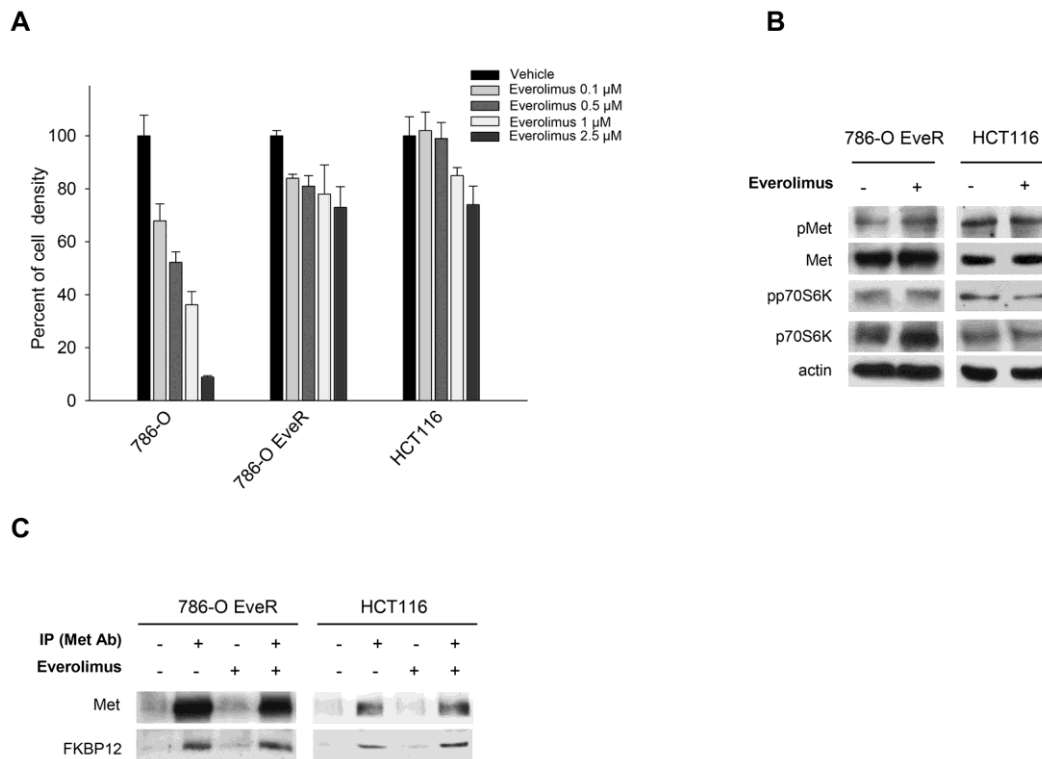 A
Vehicle
Everolimus 0.1 µM
Everolimus 0.5 µM
Everolimus 1 µM
Everolimus 2.5 µM
Percent of cell density
100
80
60
40
20
0
786-O
786-O EveR
HCT116
B
786-O EveR HCT116
Everolimus - + - +
pMet
Met
pp70S6K
p70S6K
actin
C
786-O EveR HCT116
IP (Met Ab) - + - + - + - +
Everolimus - - + + - - + +
Met
FKBP12